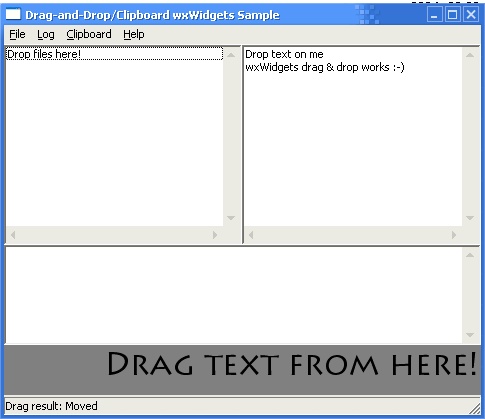 Drag-and-Drop/Clipboard wxWidgets Sample
File Log Clipboard Help
Drop files here!
Drop text on me
wxWidgets drag & drop works :-)
Drag text from here!
Drag result: Moved